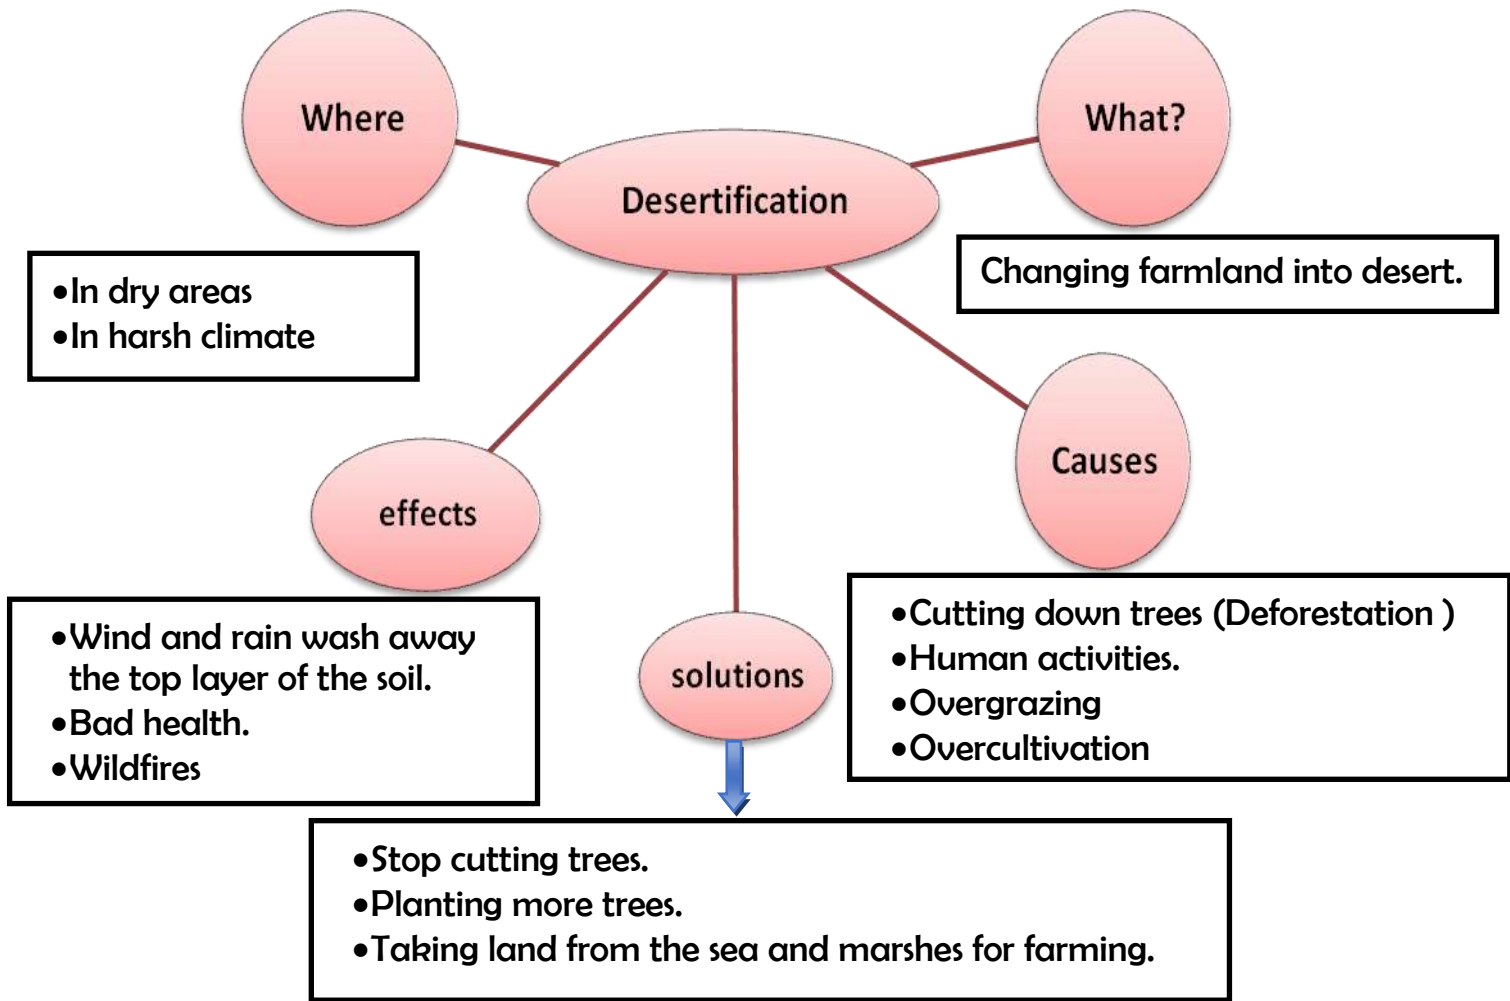 Where
What?
Desertification
•In dry areas
•In harsh climate
Changing farmland into desert.
effects
Causes
•Wind and rain wash away
the top layer of the soil.
•Bad health.
•Wildfires
solutions
•Cutting down trees (Deforestation )
•Human activities.
•Overgrazing
•Overcultivation
•Stop cutting trees.
•Planting more trees.
•Taking land from the sea and marshes for farming.